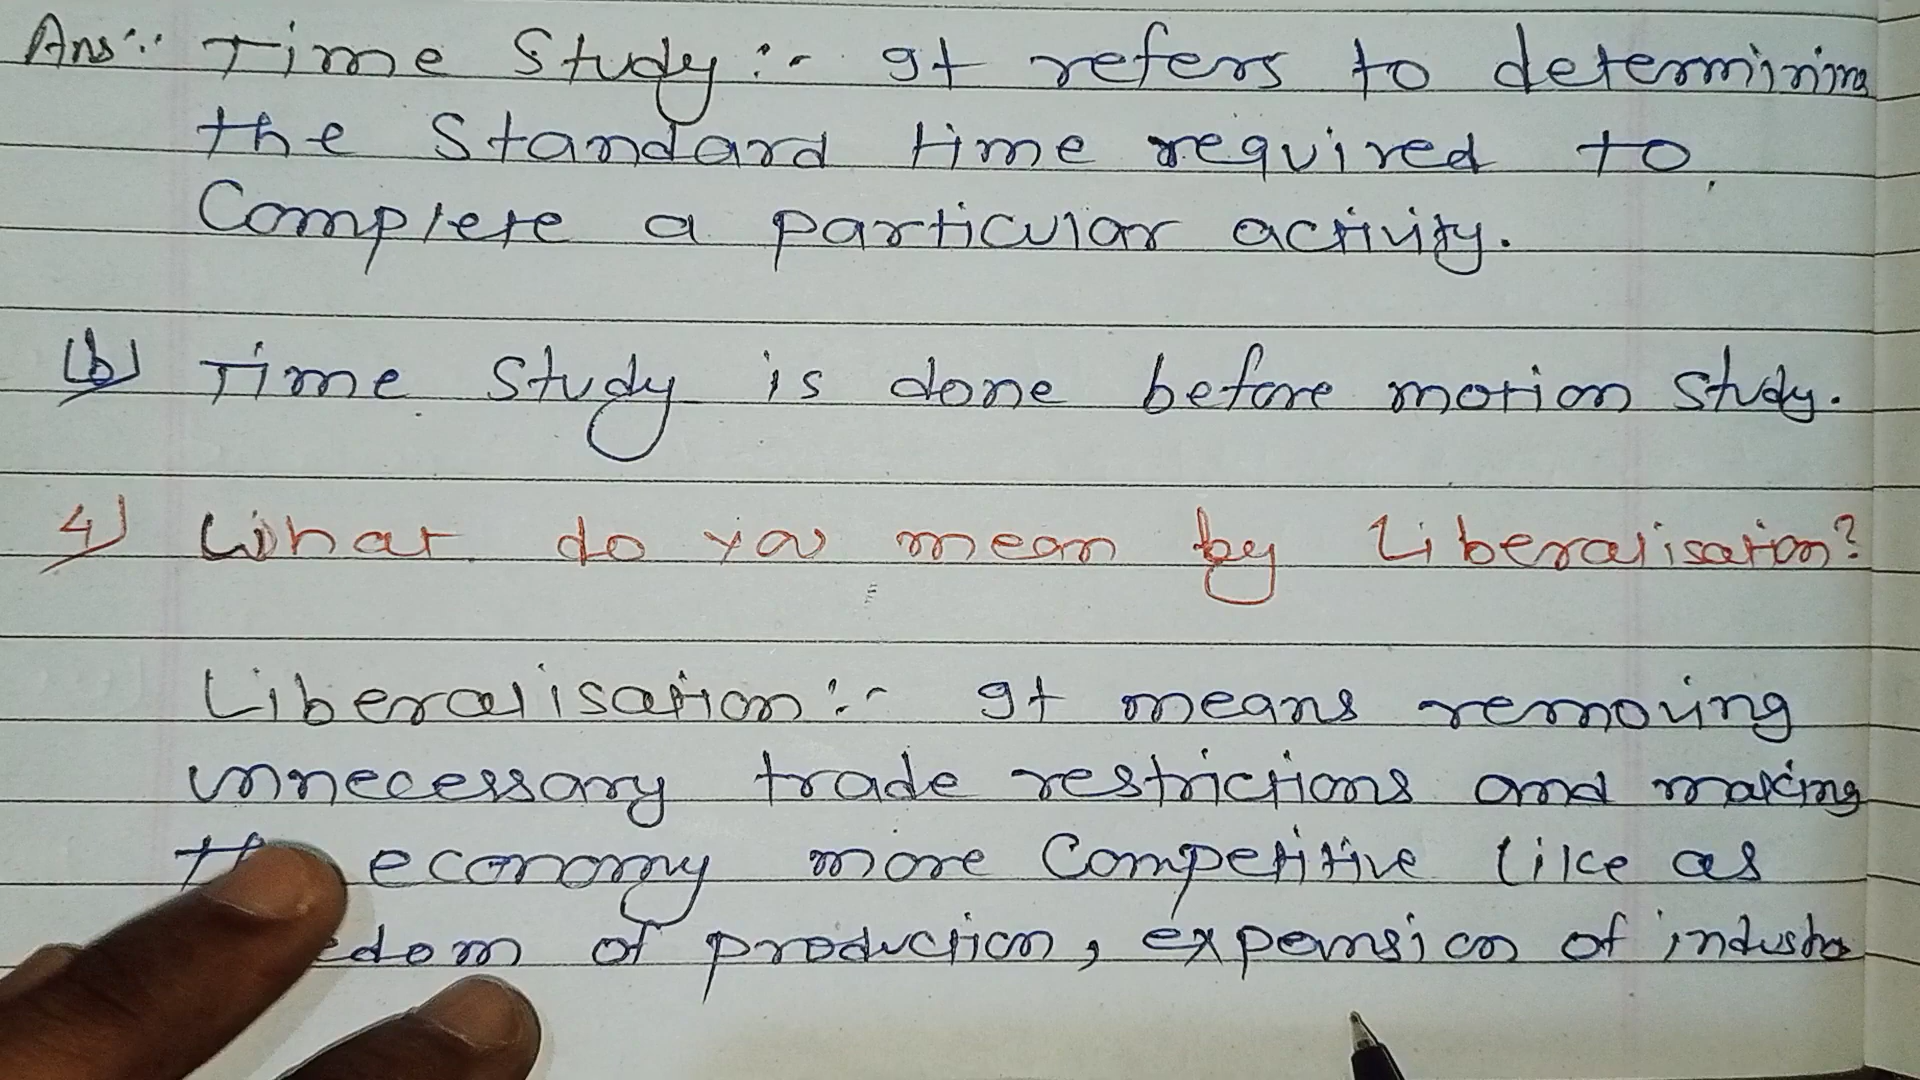 Ans:- Time Study:- It refers to determining
the Standard time required to
Complete a particular activity.
(b) Time Study is done before motion Study.
4) What do you mean by Liberalisation?
Liberalisation:- It means removing
unnecessary trade restrictions and making
economy more Competitive like as
of production, expansion of